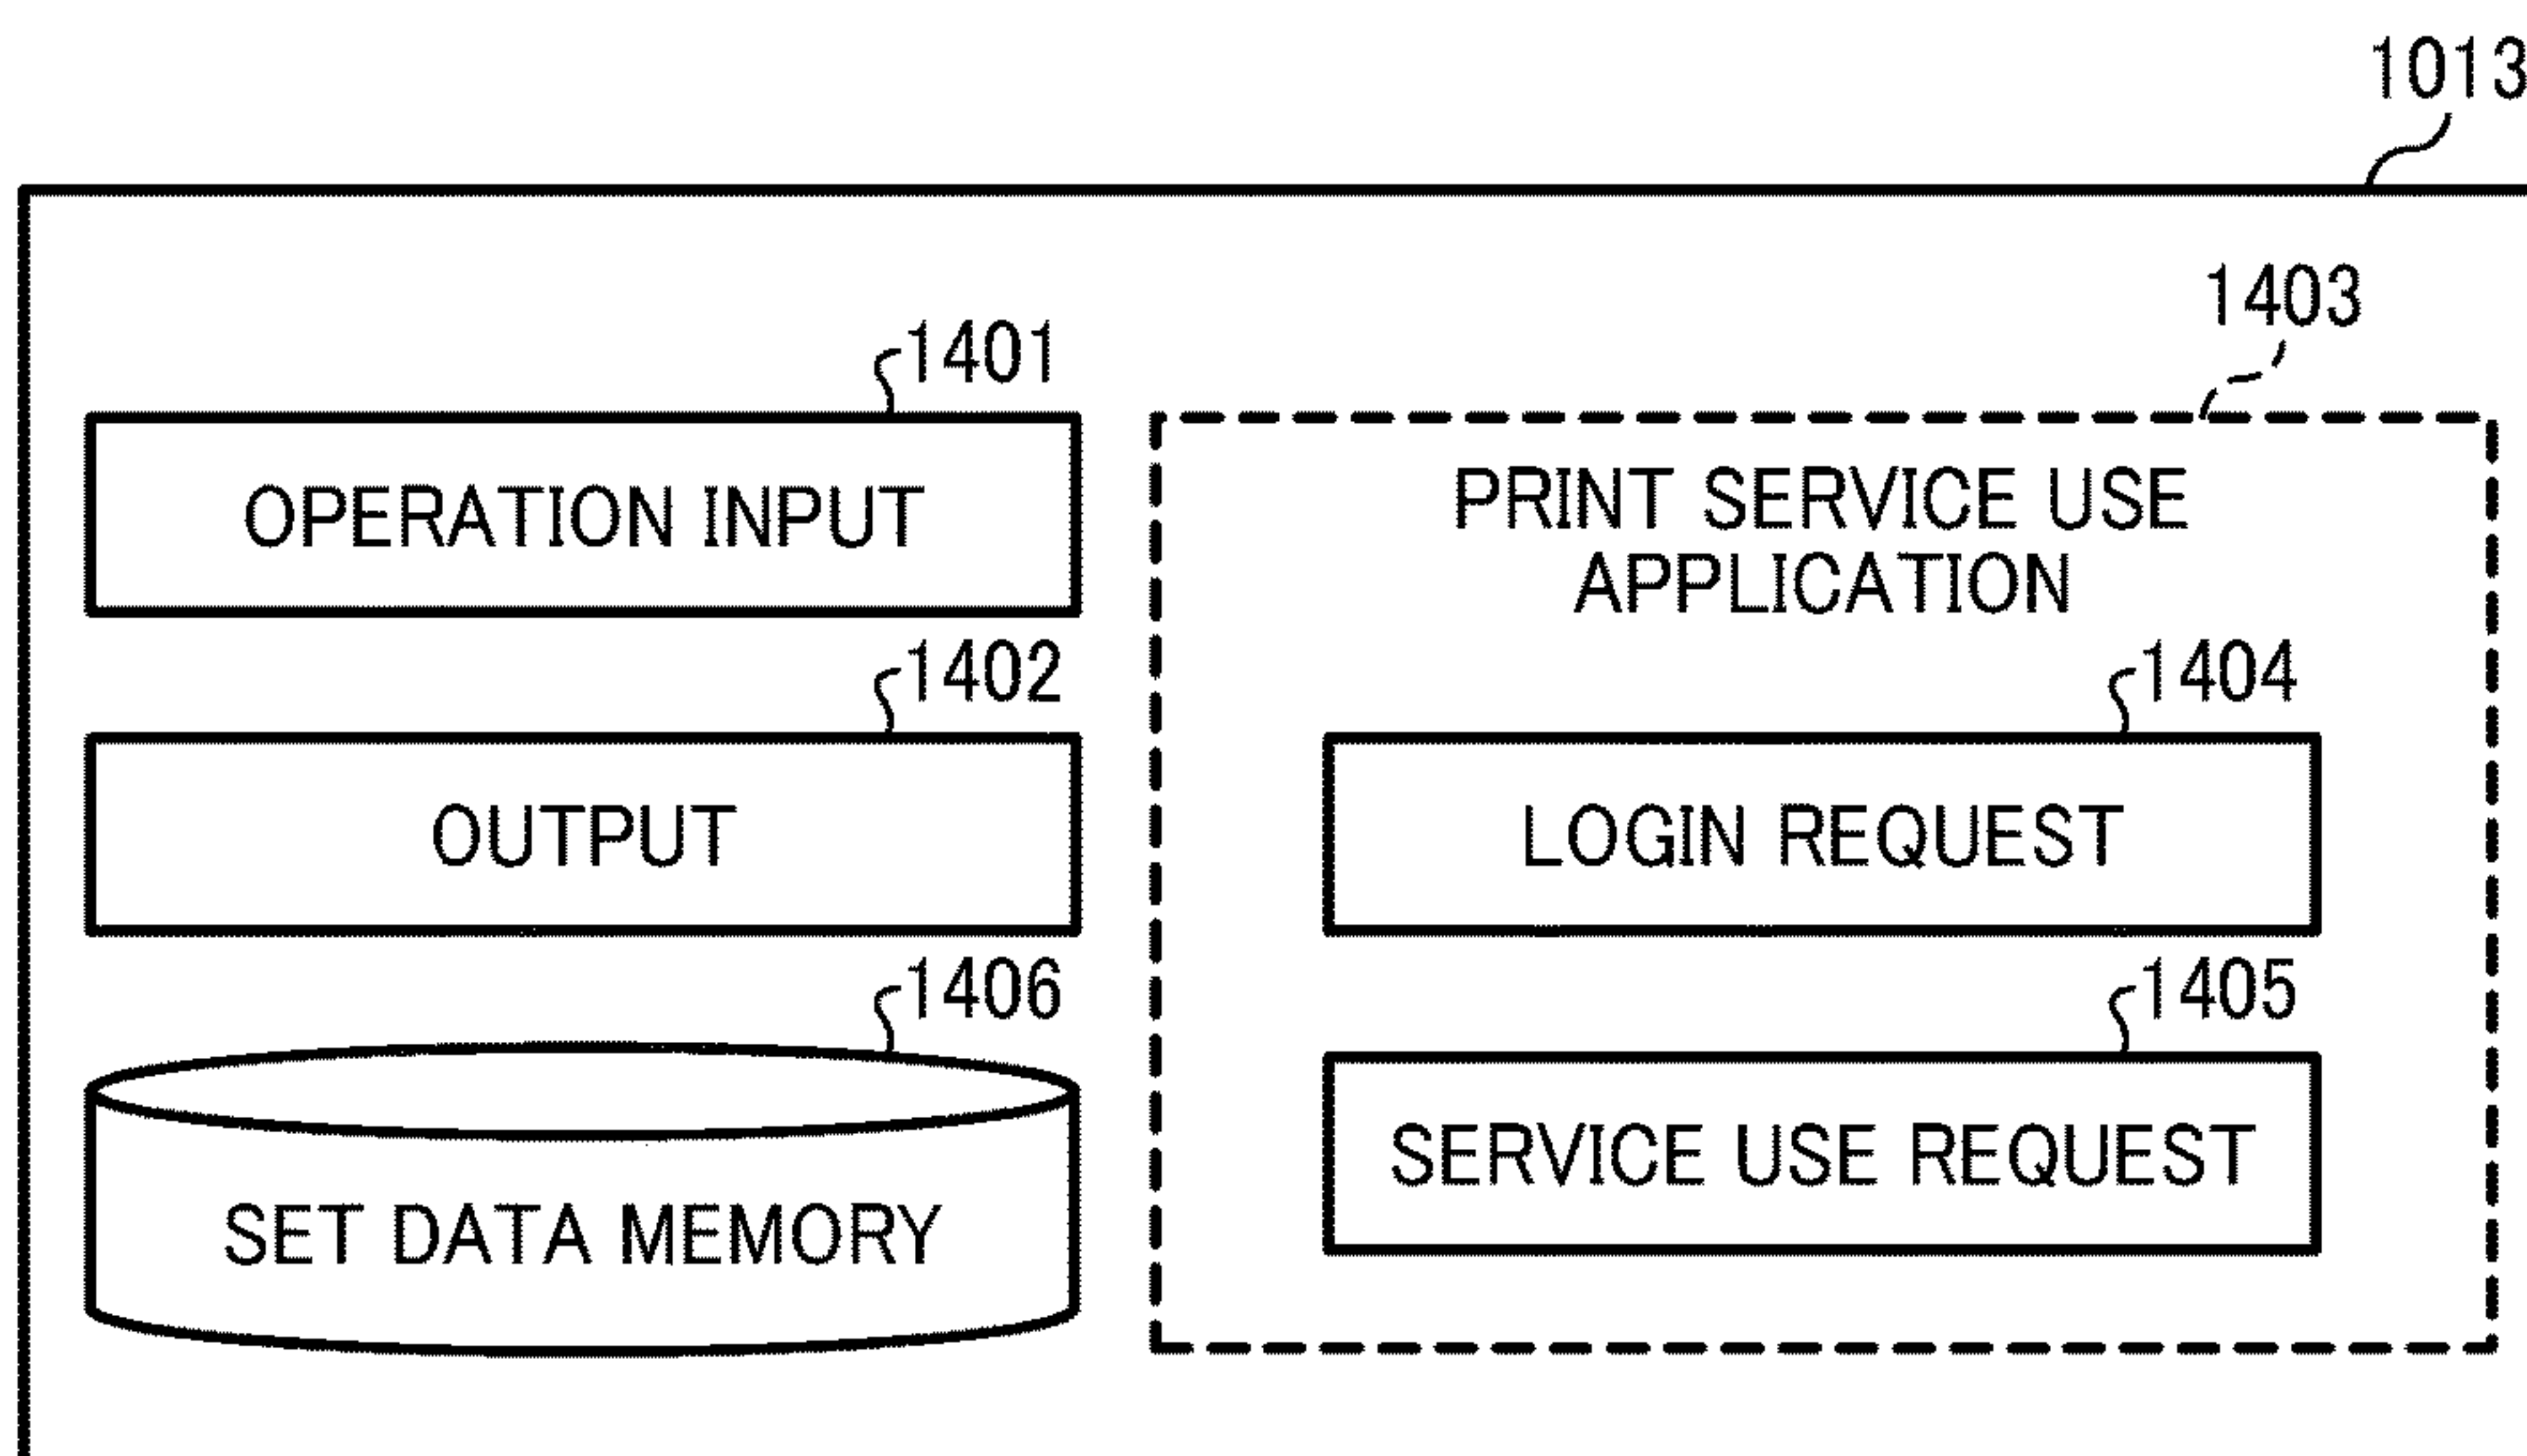 1013
1401
OPERATION INPUT
1402
OUTPUT
1406
SET DATA MEMORY
1403
PRINT SERVICE USE
APPLICATION
1404
LOGIN REQUEST
1405
SERVICE USE REQUEST